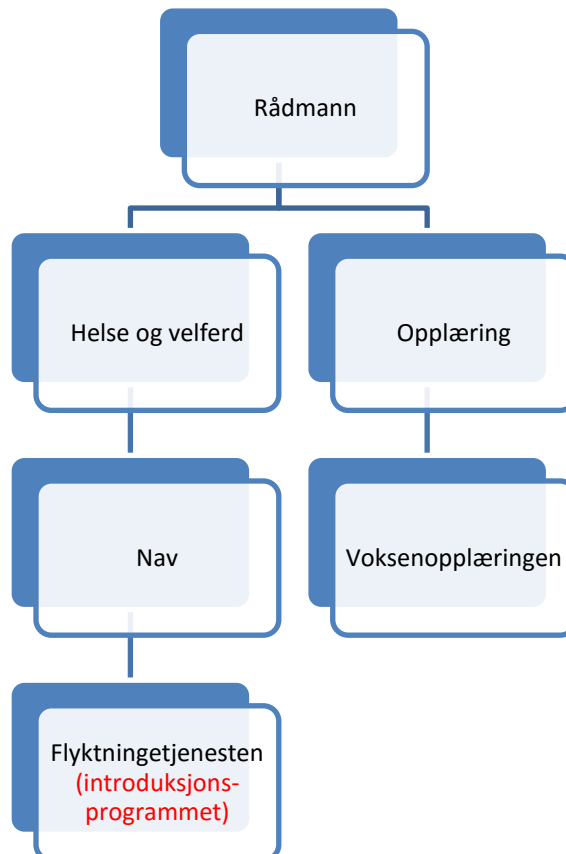 Rådmann
Helse og velferd
Opplæring
Nav
Voksenopplæringen
Flyktningetjenesten
(introduksjons-
programmet)